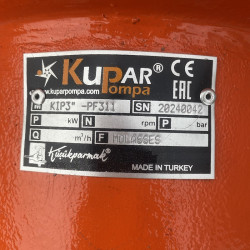 KUPAR CE
Pompa EAC
www.kuparpompa.com
M KIP3" -PF311 SN 20240042
P kW N rpm P bar
Q m³/h F MOLASSES
Küçükparmak®
MADE IN TURKEY